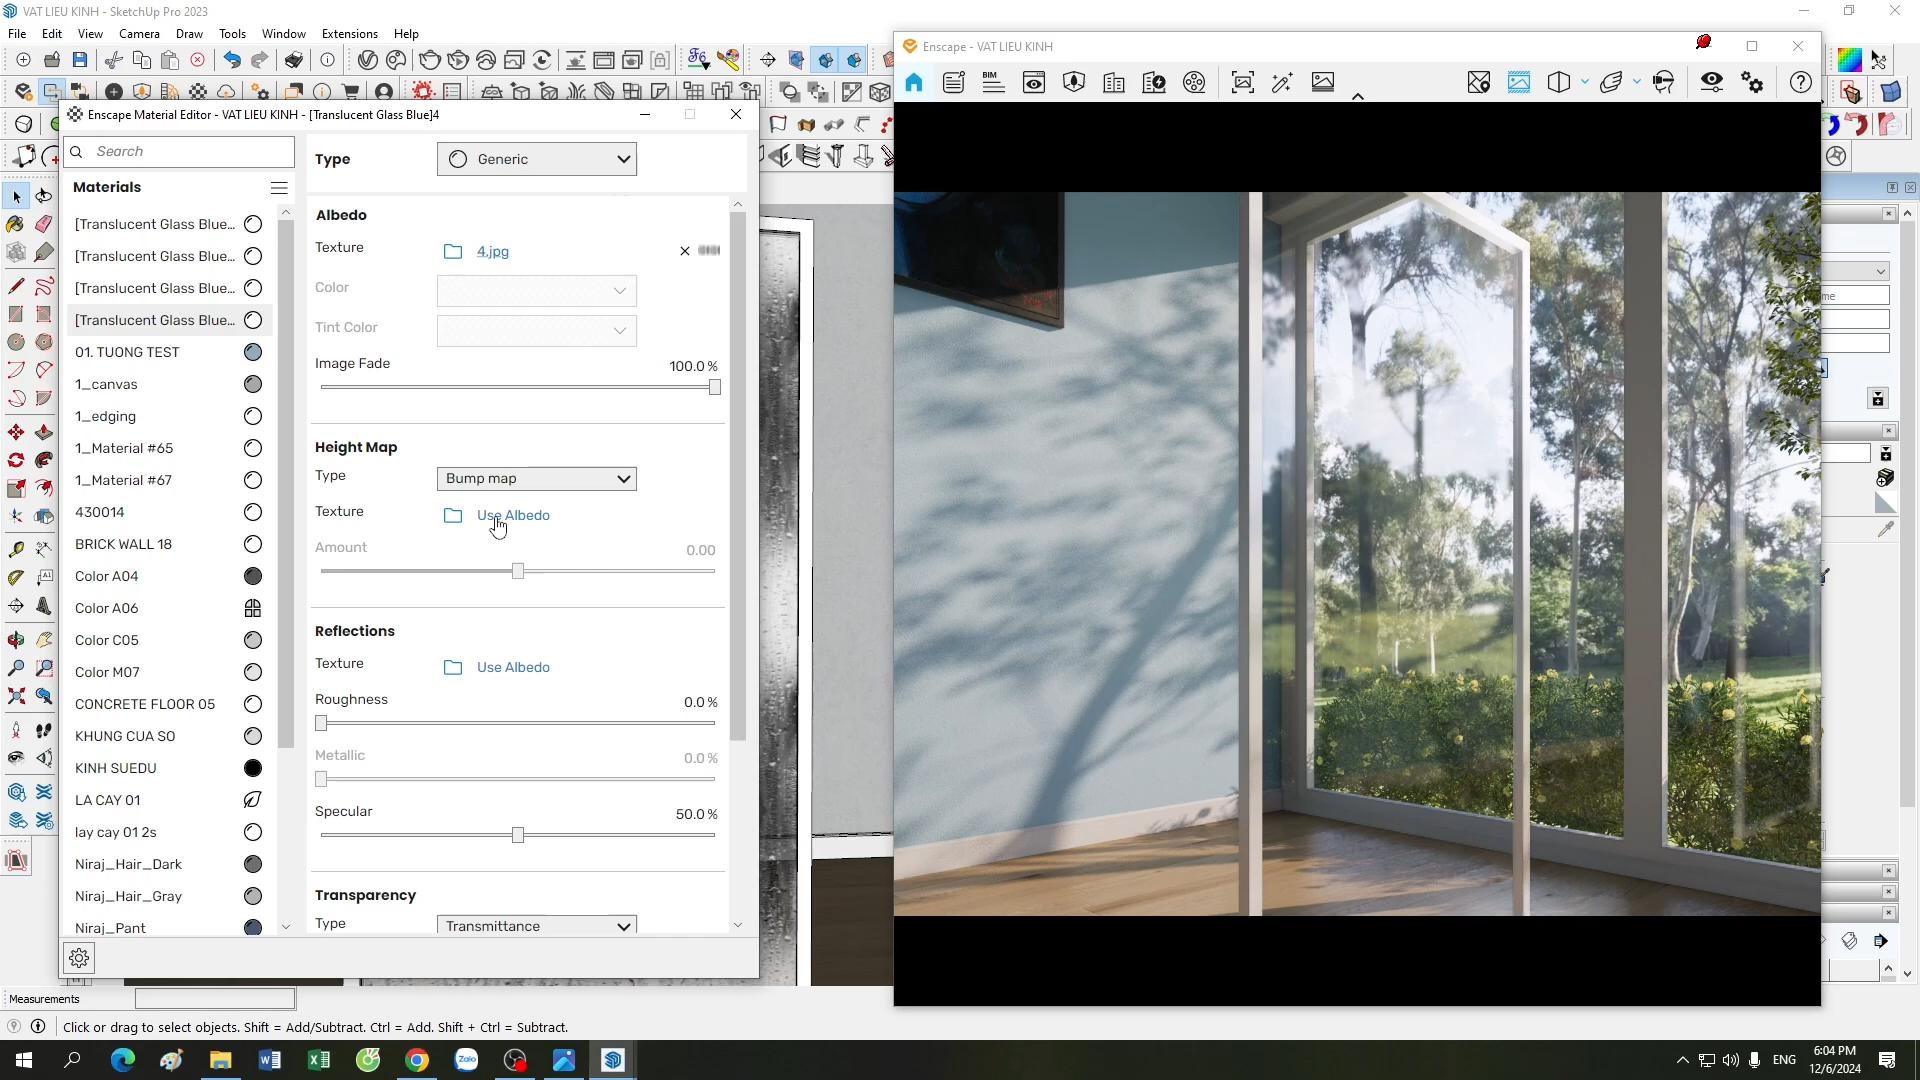 VAT LIEU KINH - SketchUp Pro 2023
File Edit View Camera Draw Tools Window Extensions Help
Enscape - VAT LIEU KINH
BIM
Enscape Material Editor - VAT LIEU KINH - [Translucent Glass Blue]4
Search
Materials
[Translucent Glass Blue...
[Translucent Glass Blue...
[Translucent Glass Blue...
[Translucent Glass Blue...
01. TUONG TEST
1_canvas
1_edging
1_Material #65
1_Material #67
430014
BRICK WALL 18
Color A04
Color A06
Color C05
Color M07
CONCRETE FLOOR 05
KHUNG CUA SO
KINH SUEDU
LA CAY 01
lay cay 01 2s
Niraj_Hair_Dark
Niraj_Hair_Gray
Niraj_Pant
Type Generic
Albedo
Texture 4.jpg
Color
Tint Color
Image Fade 100.0 %
Height Map
Type Bump map
Texture Use Albedo
Amount 0.00
Reflections
Texture Use Albedo
Roughness 0.0 %
Metallic 0.0 %
Specular 50.0 %
Transparency
Type Transmittance
me
Measurements
Click or drag to select objects. Shift = Add/Subtract. Ctrl = Add. Shift + Ctrl = Subtract.
Zalo
ENG
6:04 PM
12/6/2024